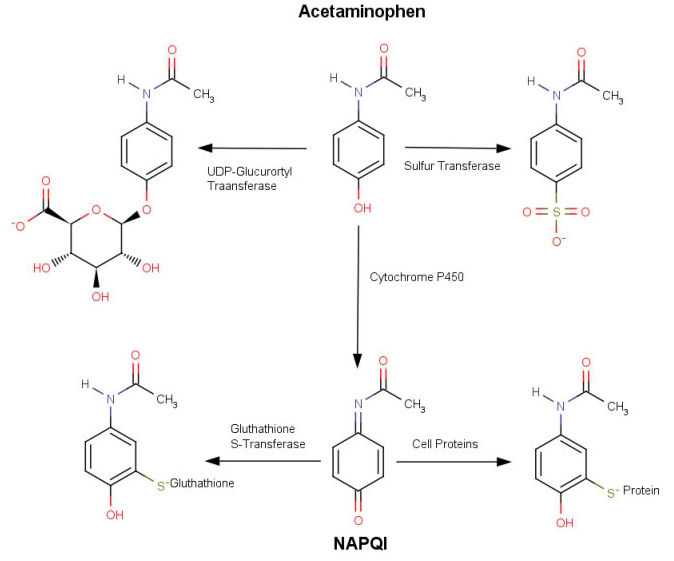 Acetaminophen
O
H
N
CH3
O
H
N
CH3
O
H
N
CH3
UDP-Glucurortyl
Traansferase
Sulfur Transferase
O
-O
O
O
HO
OH
OH
OH
O
S
O
O-
Cytochrome P450
O
H
N
CH3
O
N
CH3
O
H
N
CH3
Gluthathione
S-Transferase
Cell Proteins
S-Gluthathione
OH
O
S- Protein
OH
NAPQI